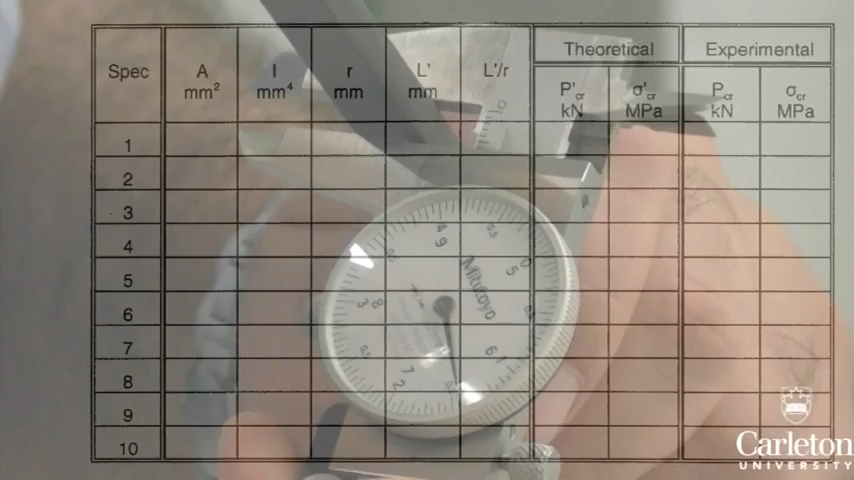 Theoretical Experimental
Spec A I r L' L'/r P'cr σ'cr Pcr σcr
mm² mm⁴ mm mm kN MPa kN MPa
1
2
3
4
5
6
7
8
9
10
Mitutoyo
Carleton
UNIVERSITY